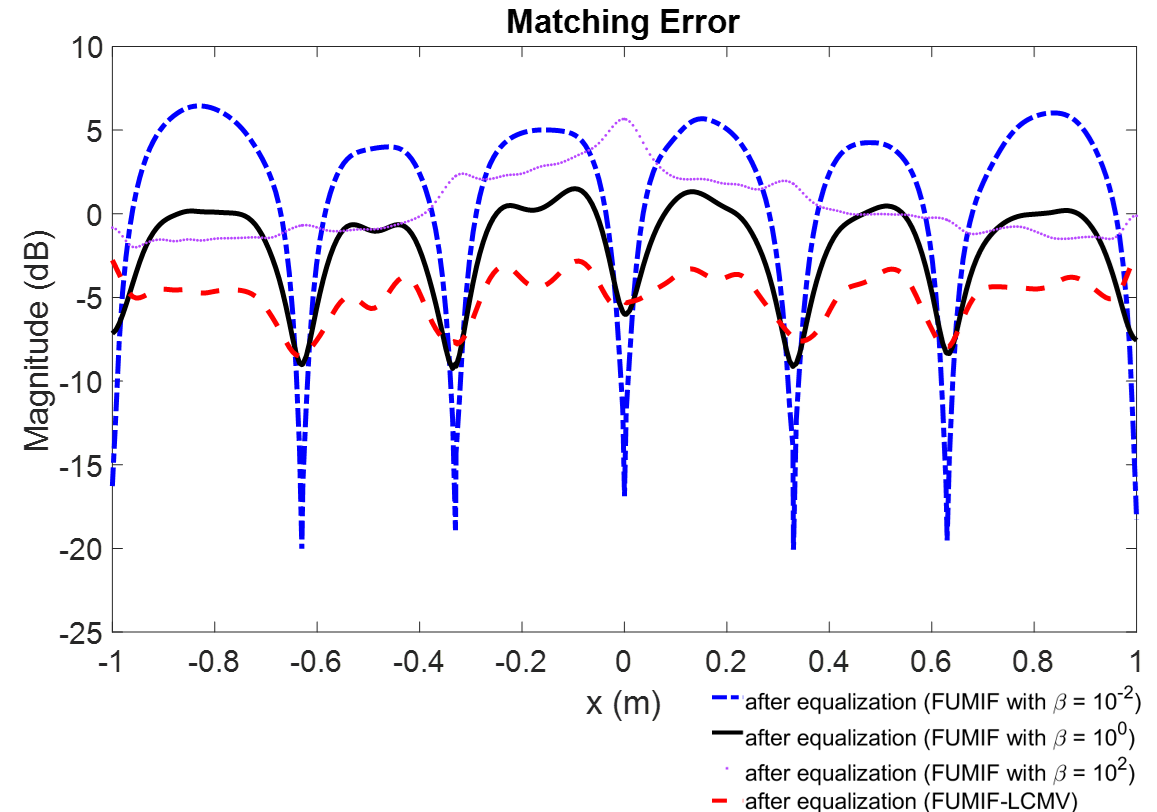 Matching Error
10
5
0
-5
-10
-15
-20
-25
Magnitude (dB)
-1 -0.8 -0.6 -0.4 -0.2 0 0.2 0.4 0.6 0.8 1
x (m)
after equalization (FUMIF with β = 10⁻²)
after equalization (FUMIF with β = 10⁰)
after equalization (FUMIF with β = 10²)
after equalization (FUMIF-LCMV)